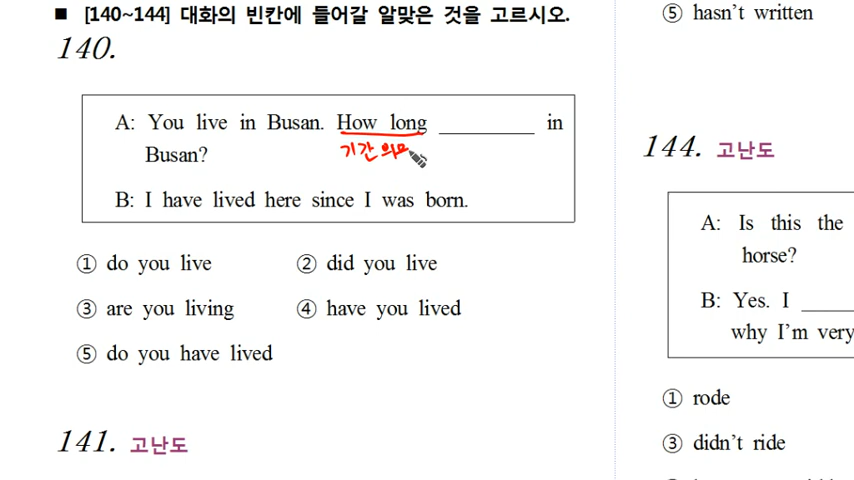 ■ [140~144] 대화의 빈칸에 들어갈 알맞은 것을 고르시오.
140.
A: You live in Busan. How long ________ in
기간 의
Busan?
B: I have lived here since I was born.
① do you live ② did you live
③ are you living ④ have you lived
⑤ do you have lived
141. 고난도
⑤ hasn't written
144. 고난도
A: Is this the
horse?
B: Yes. I
why I'm very
① rode
③ didn't ride